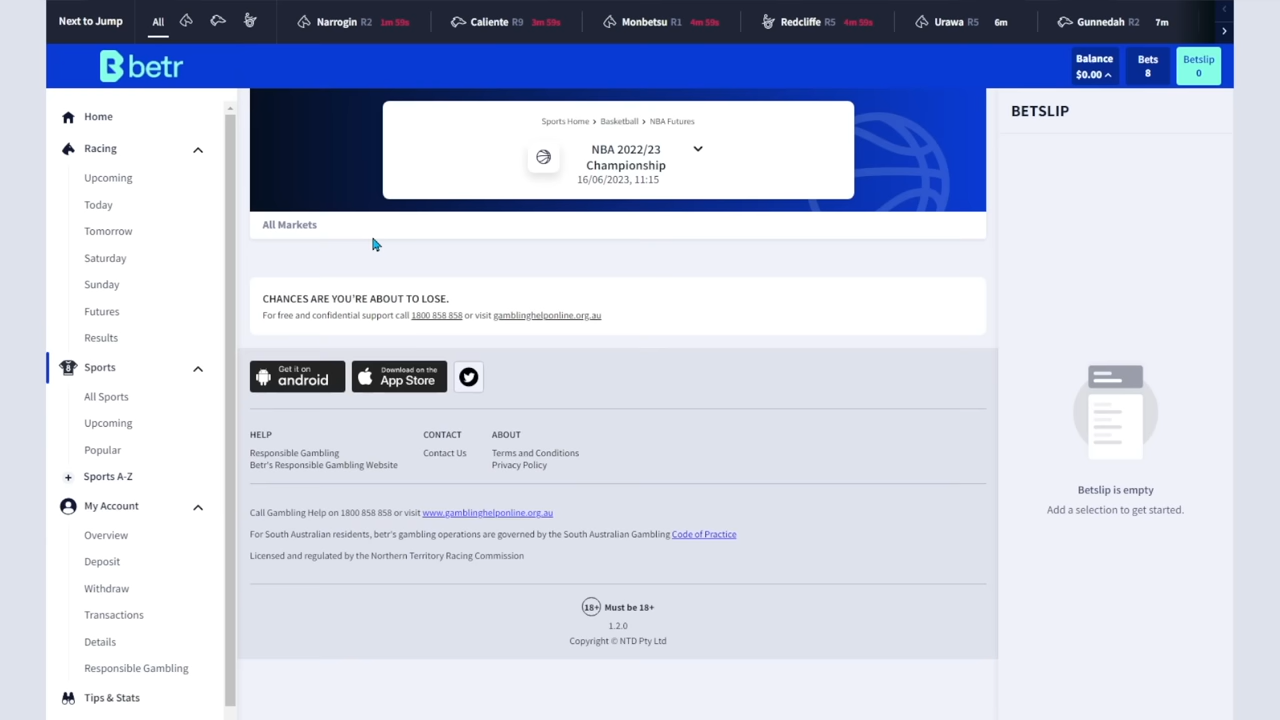 Next to Jump All Narrogin R2 1m 59s Caliente R9 3m 59s Monbetsu R1 4m 59s Redcliffe R5 4m 59s Urawa R5 6m Gunnedah R2 7m
betr
Balance
$0.00
Bets
8
Betslip
0
Home
Racing
Upcoming
Today
Tomorrow
Saturday
Sunday
Futures
Results
Sports
All Sports
Upcoming
Popular
Sports A-Z
My Account
Overview
Deposit
Withdraw
Transactions
Details
Responsible Gambling
Tips & Stats
Sports Home > Basketball > NBA Futures
NBA 2022/23
Championship
16/06/2023, 11:15
All Markets
CHANCES ARE YOU'RE ABOUT TO LOSE.
For free and confidential support call 1800 858 858 or visit gamblinghelponline.org.au
Get it on
android
Download on the
App Store
HELP
Responsible Gambling
Betr's Responsible Gambling Website
CONTACT
Contact Us
ABOUT
Terms and Conditions
Privacy Policy
Call Gambling Help on 1800 858 858 or visit www.gamblinghelponline.org.au
For South Australian residents, betr's gambling operations are governed by the South Australian Gambling Code of Practice
Licensed and regulated by the Northern Territory Racing Commission
18+ Must be 18+
1.2.0
Copyright © NTD Pty Ltd
BETSLIP
Betslip is empty
Add a selection to get started.